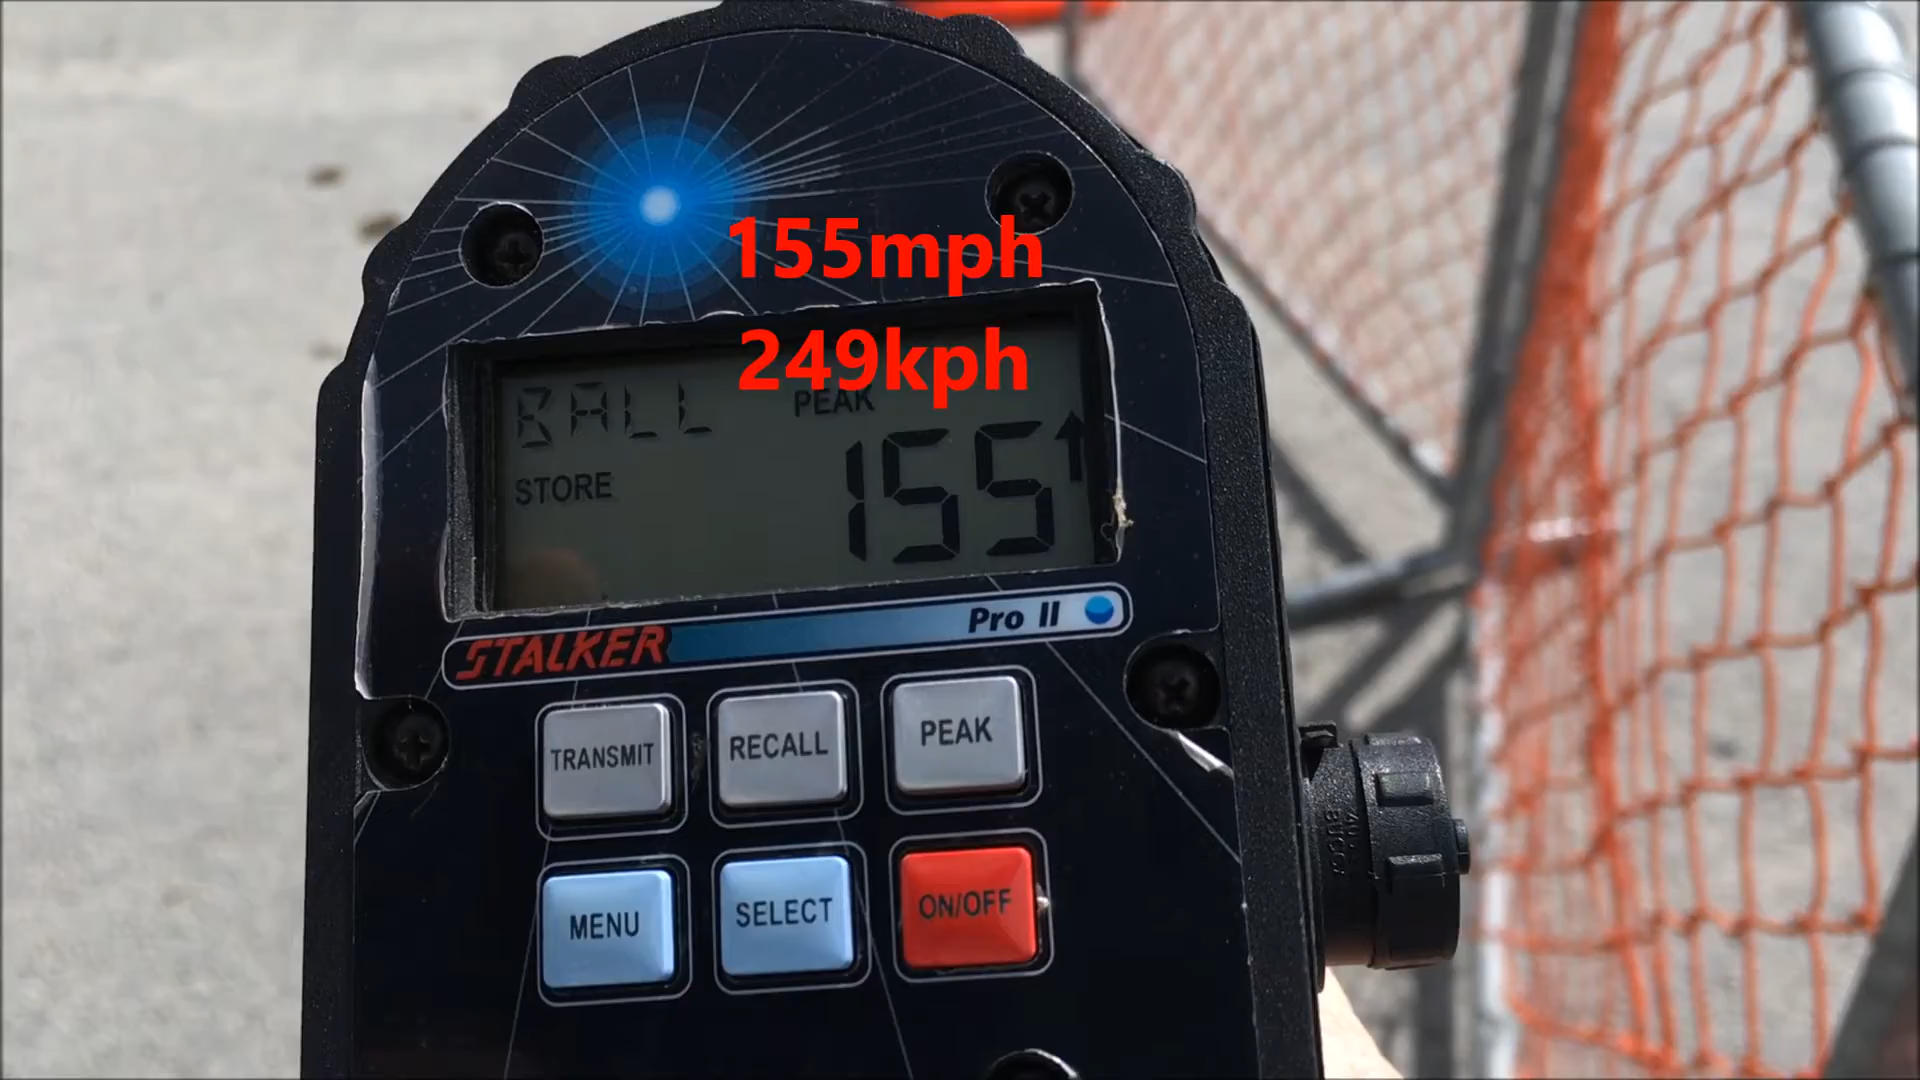 155mph
249kph
BALL PEAK
STORE 155
STALKER Pro II
TRANSMIT RECALL PEAK
MENU SELECT ON/OFF